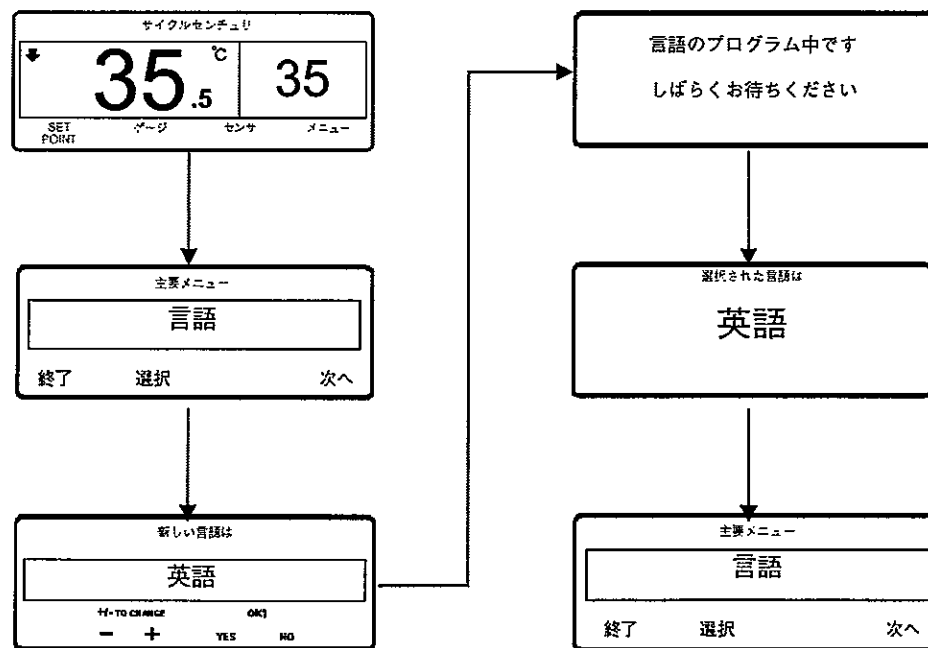 サイクルセンチュリ
35.5 ℃ 35
SET POINT ゲージ センサ メニュー
主要メニュー
言語
終了 選択 次へ
新しい言語は
英語
+/- TO CHANGE OK?
− + YES NO
言語のプログラム中です
しばらくお待ちください
選択された言語は
英語
主要メニュー
言語
終了 選択 次へ